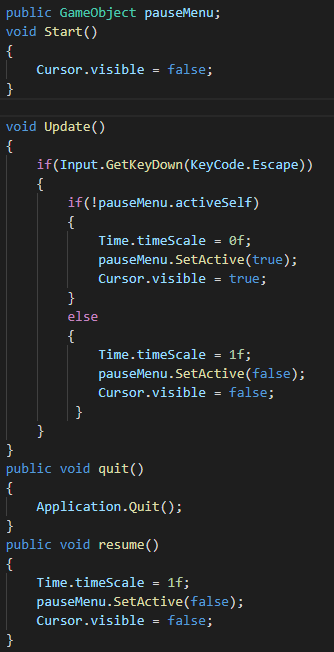 public GameObject pauseMenu;
void Start()
{
    Cursor.visible = false;
}

void Update()
{
    if(Input.GetKeyDown(KeyCode.Escape))
    {
        if(!pauseMenu.activeSelf)
        {
            Time.timeScale = 0f;
            pauseMenu.SetActive(true);
            Cursor.visible = true;
        }
        else
        {
            Time.timeScale = 1f;
            pauseMenu.SetActive(false);
            Cursor.visible = false;
         }
    }
}
public void quit()
{
    Application.Quit();
}
public void resume()
{
    Time.timeScale = 1f;
    pauseMenu.SetActive(false);
    Cursor.visible = false;
}